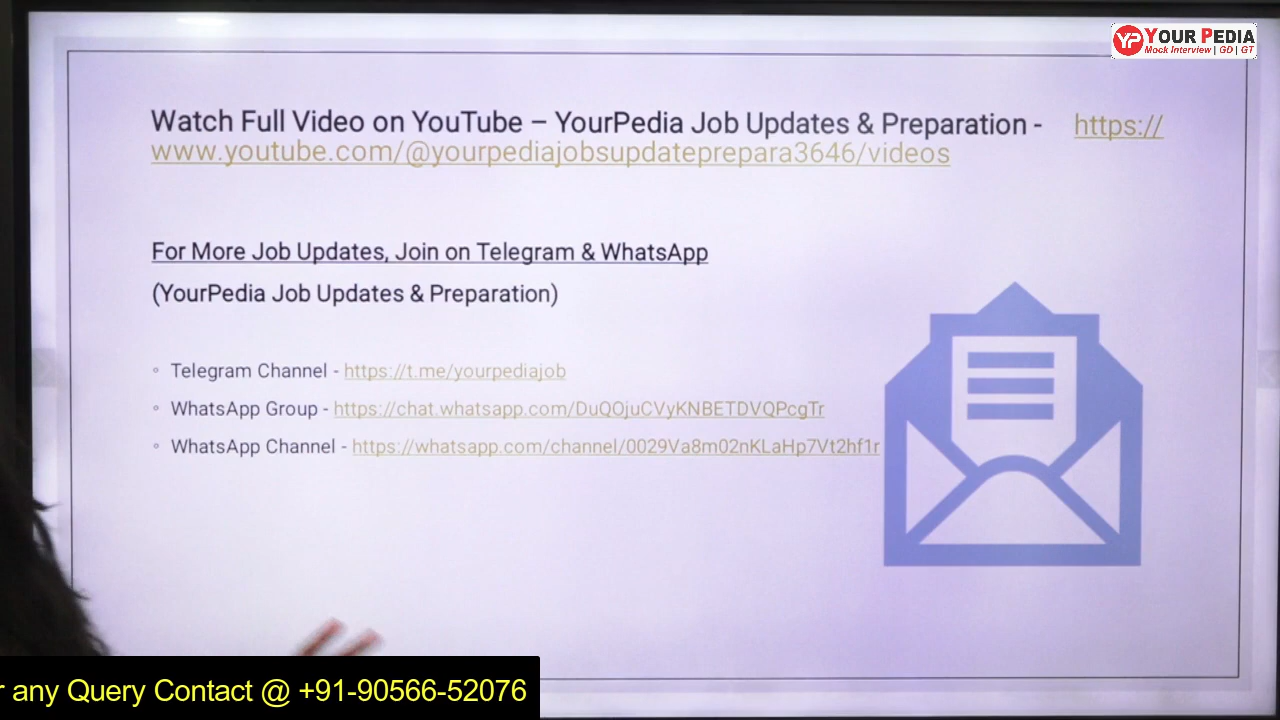 YOUR PEDIA
Mock Interview | GD | GT
Watch Full Video on YouTube – YourPedia Job Updates & Preparation - https://
www.youtube.com/@yourpediajobsupdateprepara3646/videos
For More Job Updates, Join on Telegram & WhatsApp
(YourPedia Job Updates & Preparation)
◦ Telegram Channel - https://t.me/yourpediajob
◦ WhatsApp Group - https://chat.whatsapp.com/DuQOjuCVyKNBETDVQPcgTr
◦ WhatsApp Channel - https://whatsapp.com/channel/0029Va8m02nKLaHp7Vt2hf1r
r any Query Contact @ +91-90566-52076